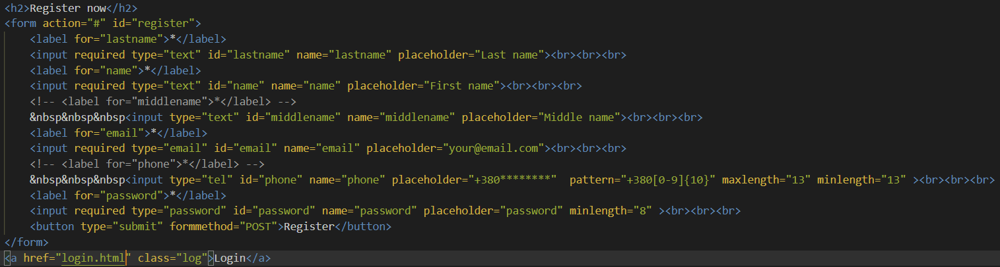 <h2>Register now</h2>
<form action="#" id="register">
    <label for="lastname">*</label>
    <input required type="text" id="lastname" name="lastname" placeholder="Last name"><br><br><br>
    <label for="name">*</label>
    <input required type="text" id="name" name="name" placeholder="First name"><br><br><br>
    <!-- <label for="middlename">*</label> -->
    &nbsp&nbsp&nbsp<input type="text" id="middlename" name="middlename" placeholder="Middle name"><br><br><br>
    <label for="email">*</label>
    <input required type="email" id="email" name="email" placeholder="your@email.com"><br><br><br>
    <!-- <label for="phone">*</label> -->
    &nbsp&nbsp&nbsp<input type="tel" id="phone" name="phone" placeholder="+380********"  pattern="+380[0-9]{10}" maxlength="13" minlength="13" ><br><br><br>
    <label for="password">*</label>
    <input required type="password" id="password" name="password" placeholder="password" minlength="8" ><br><br><br>
    <button type="submit" formmethod="POST">Register</button>
</form>
<a href="login.html" class="log">Login</a>